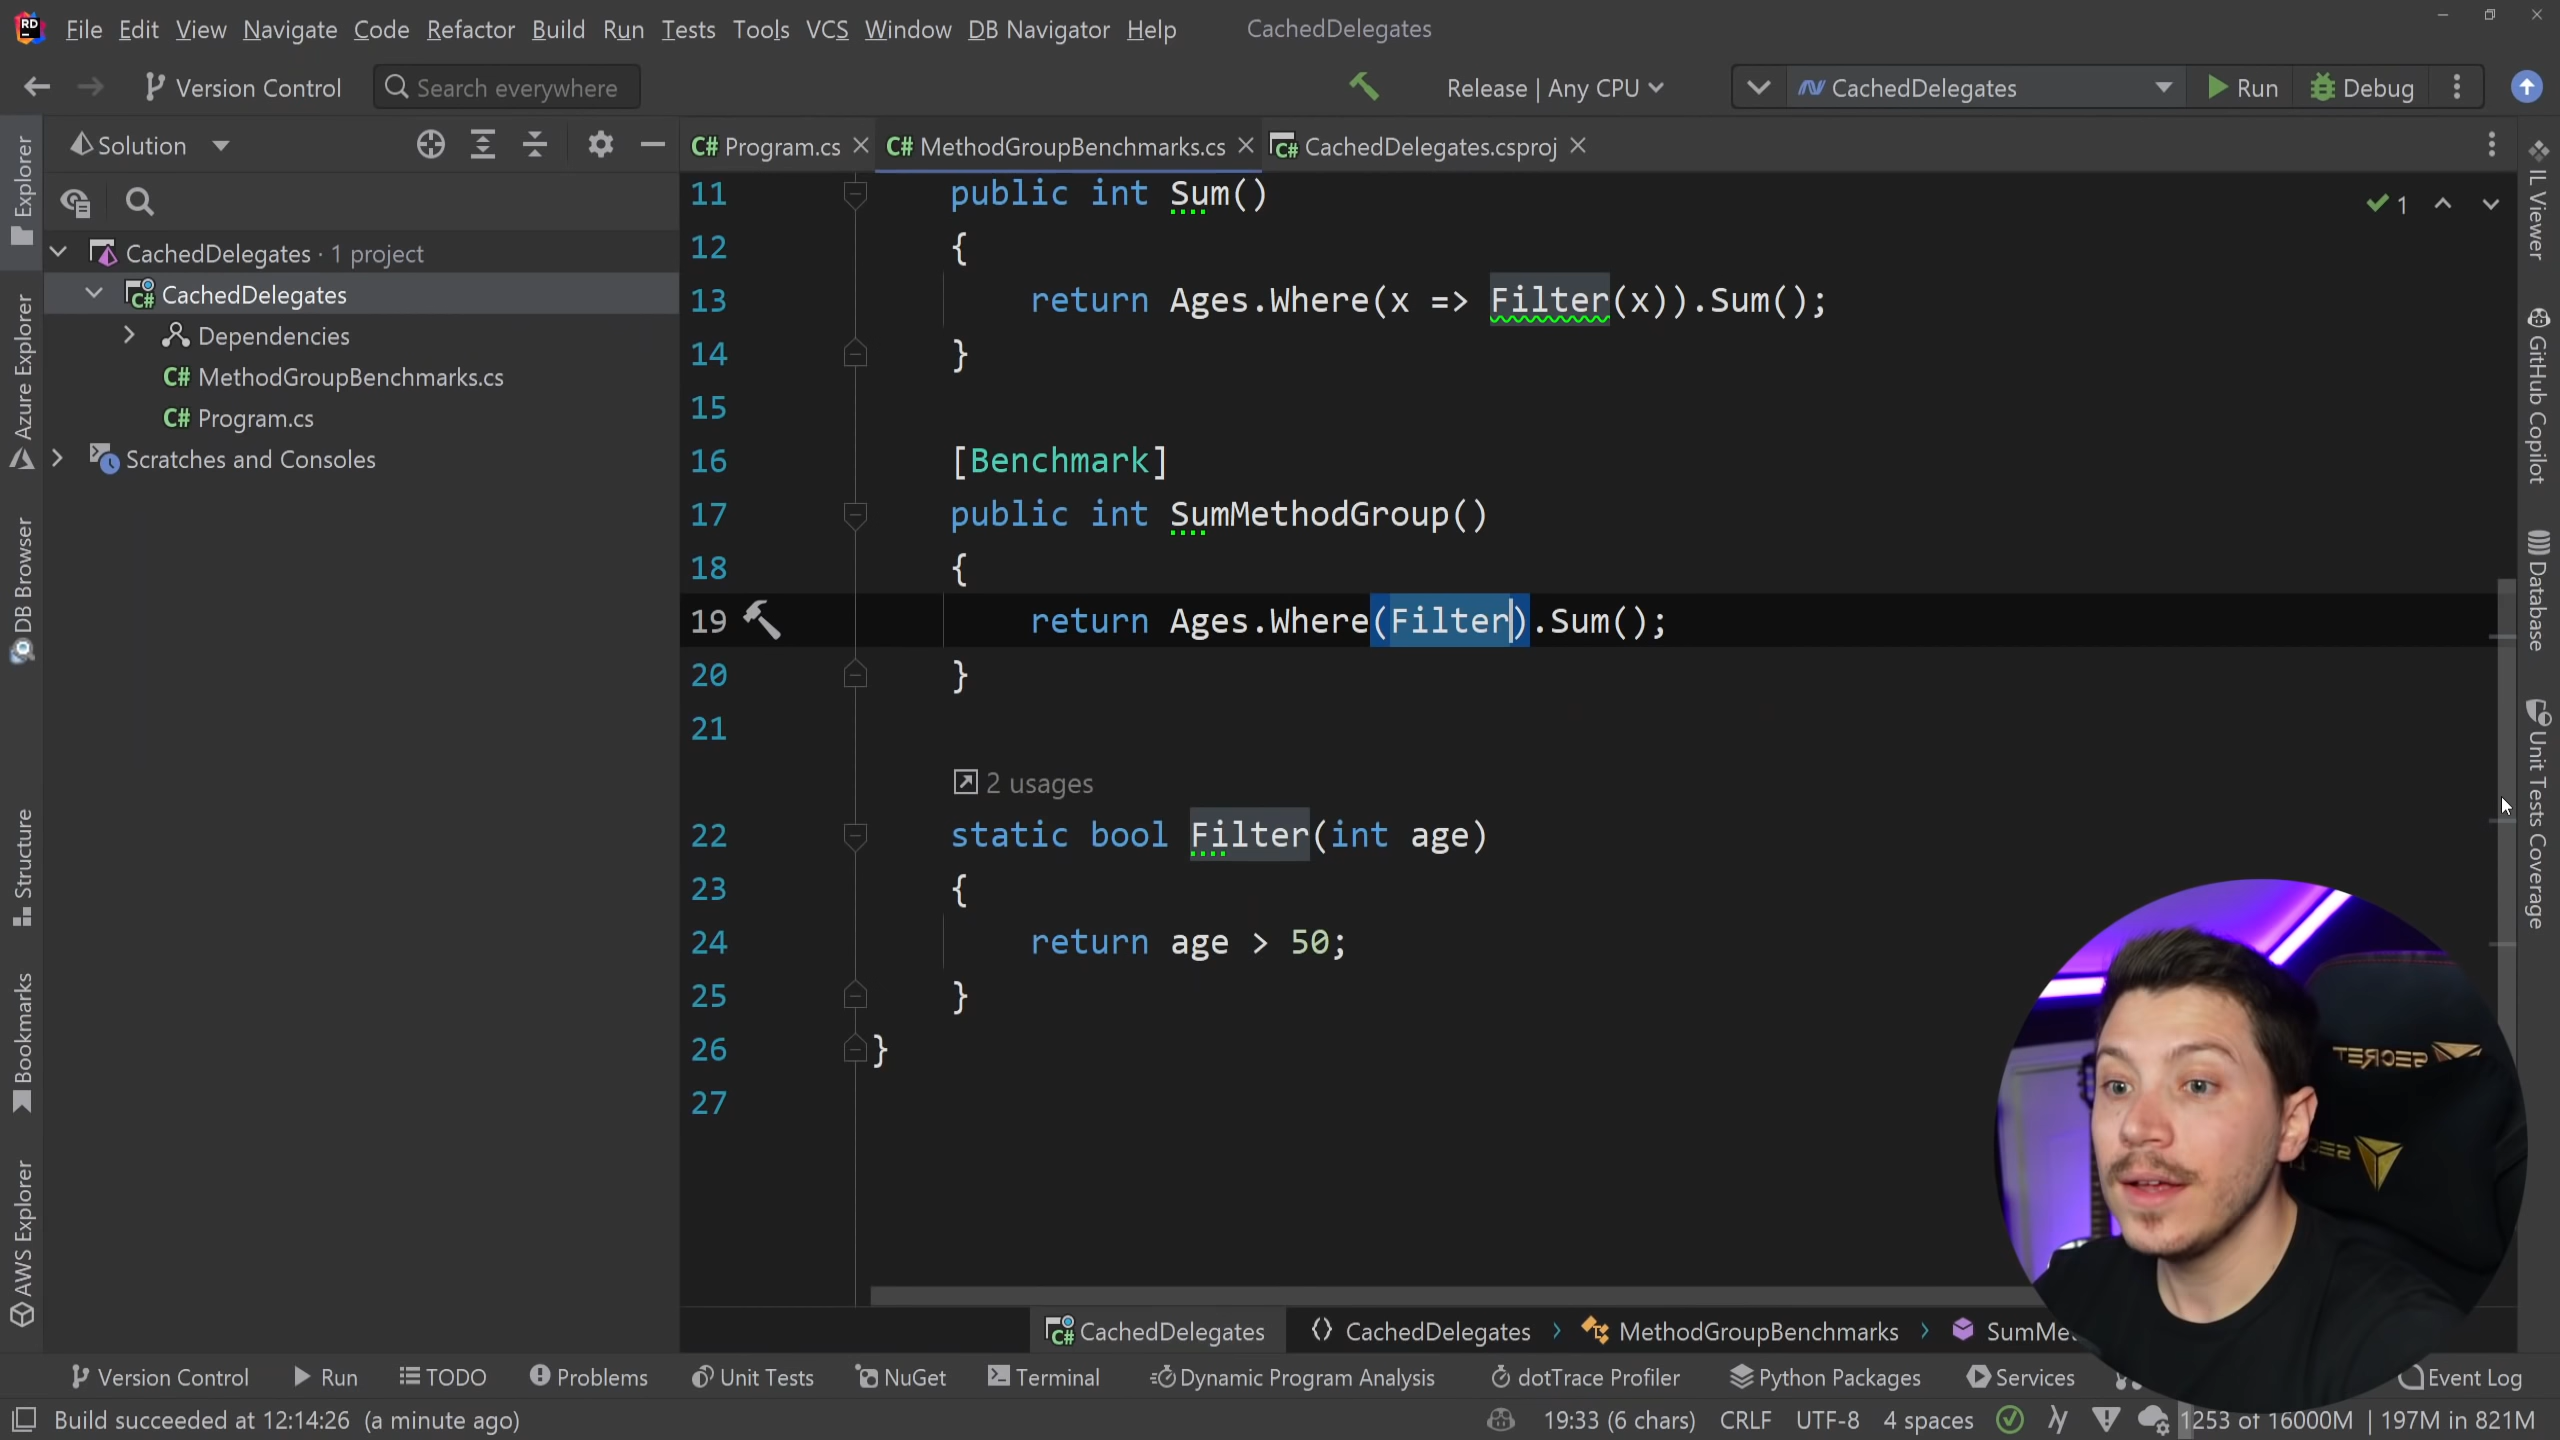 File Edit View Navigate Code Refactor Build Run Tests Tools VCS Window DB Navigator Help CachedDelegates
Version Control Search everywhere Release | Any CPU CachedDelegates Run Debug
Solution
Program.cs MethodGroupBenchmarks.cs CachedDelegates.csproj
CachedDelegates · 1 project
CachedDelegates
Dependencies
MethodGroupBenchmarks.cs
Program.cs
Scratches and Consoles
Explorer
Azure Explorer
DB Browser
Structure
Bookmarks
AWS Explorer
11 public int Sum()
12 {
13 return Ages.Where(x => Filter(x)).Sum();
14 }
15
16 [Benchmark]
17 public int SumMethodGroup()
18 {
19 return Ages.Where(Filter).Sum();
20 }
21
2 usages
22 static bool Filter(int age)
23 {
24 return age > 50;
25 }
26 }
27
1
IL Viewer
GitHub Copilot
Database
Unit Tests Coverage
SECRET
CachedDelegates CachedDelegates MethodGroupBenchmarks
Version Control Run TODO Problems Unit Tests NuGet Terminal Dynamic Program Analysis dotTrace Profiler Python Packages Services Event Log
Build succeeded at 12:14:26 (a minute ago) 19:33 (6 chars) CRLF UTF-8 4 spaces 1253 of 16000M | 197M in 821M